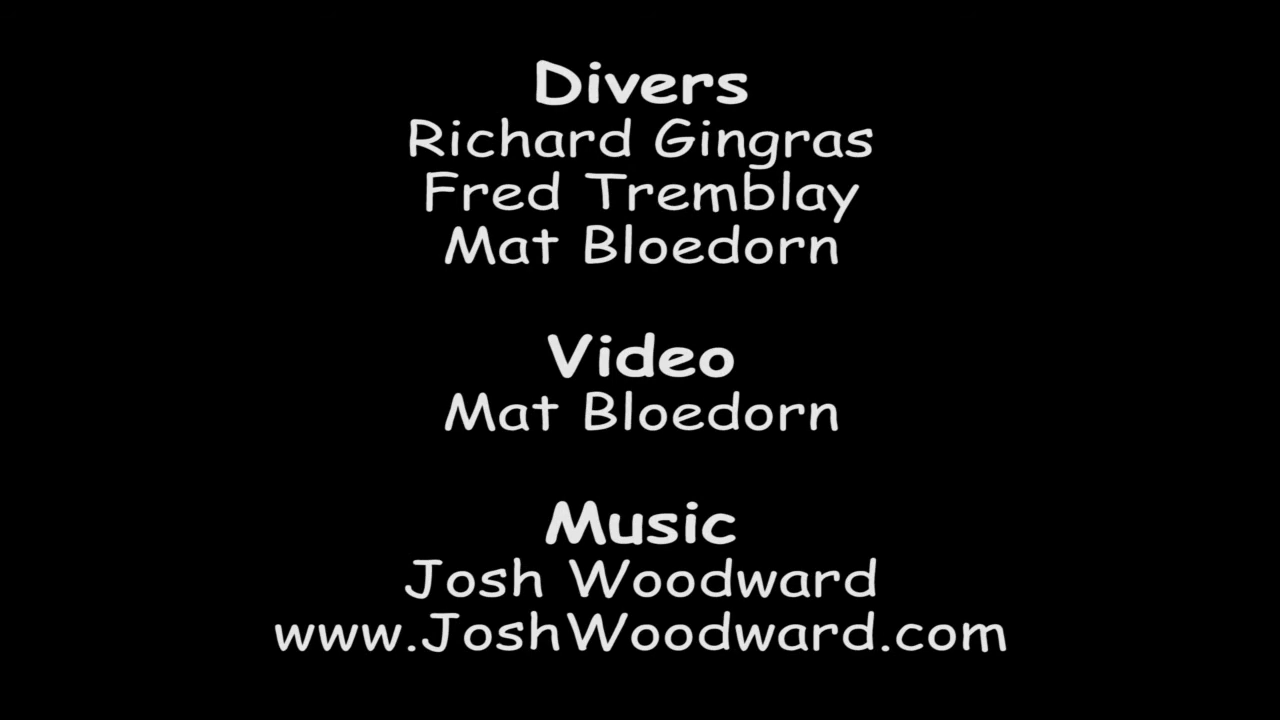 Divers
Richard Gingras
Fred Tremblay
Mat Bloedorn
Video
Mat Bloedorn
Music
Josh Woodward
www.JoshWoodward.com